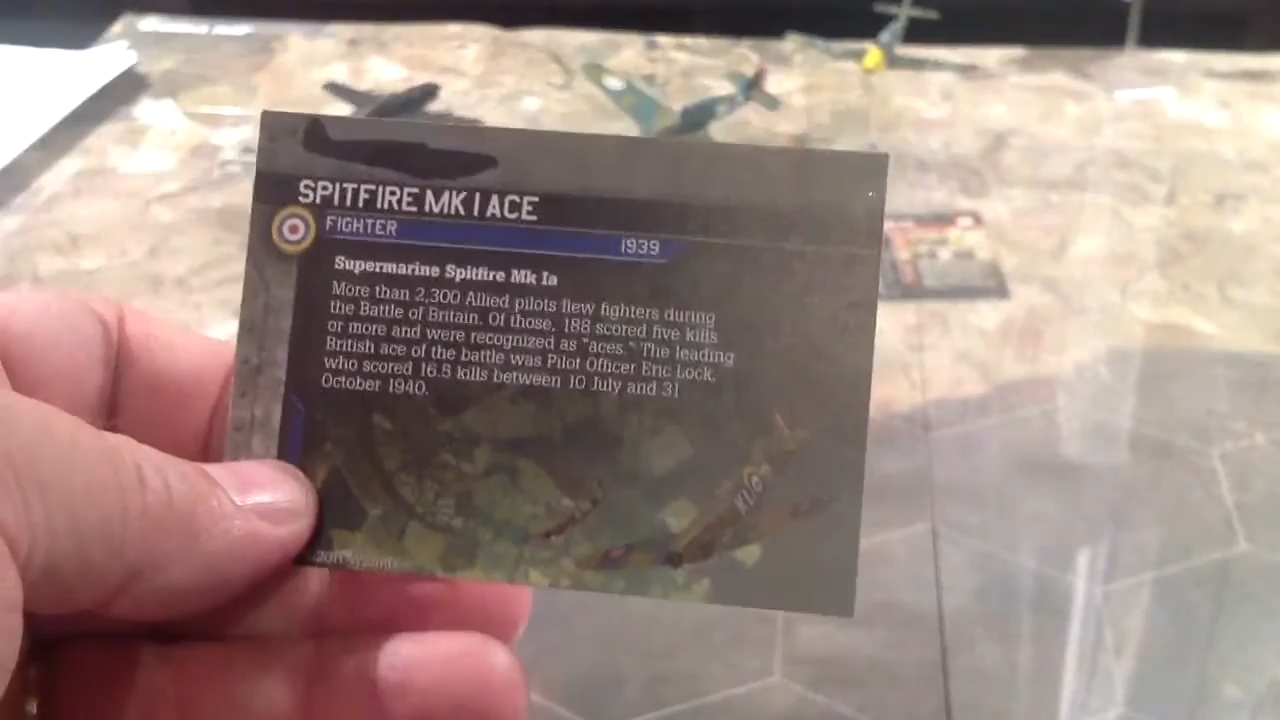 SPITFIRE MK I ACE
FIGHTER
1939
Supermarine Spitfire Mk Ia
More than 2,300 Allied pilots flew fighters during
the Battle of Britain. Of those, 188 scored five kills
or more and were recognized as "aces." The leading
British ace of the battle was Pilot Officer Eric Lock,
who scored 16.5 kills between 10 July and 31
October 1940.